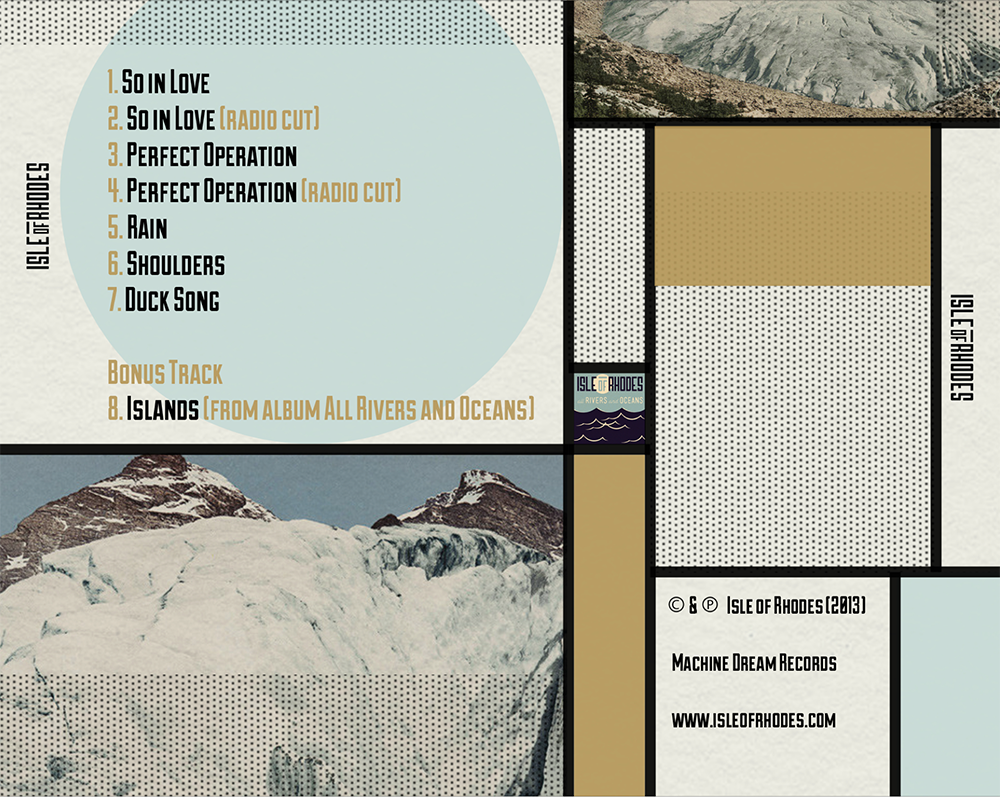 1. So in Love
2. So in Love (radio cut)
3. Perfect Operation
4. Perfect Operation (radio cut)
5. Rain
6. Shoulders
7. Duck Song
Bonus Track
8. Islands (from album All Rivers and Oceans)
Isle of Rhodes
Isle of Rhodes
all Rivers and Oceans
Isle of Rhodes
© & ℗ Isle of Rhodes (2013)
Machine Dream Records
www.isleofrhodes.com